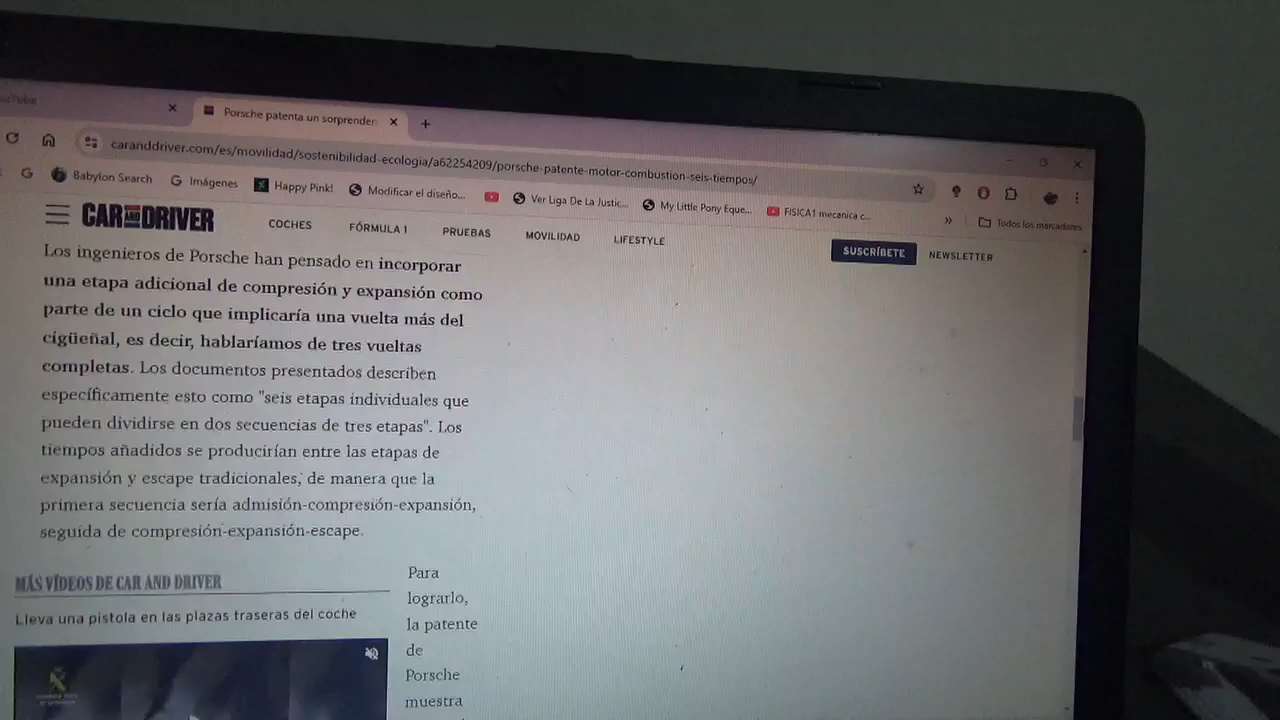 Porsche patenta un sorprenden
caranddriver.com/es/movilidad/sostenibilidad-ecologia/a62254209/porsche-patente-motor-combustion-seis-tiempos/
Babylon Search
Imágenes
Happy Pink!
Modificar el diseño...
Ver Liga De La Justic...
My Little Pony Eque...
FISICA1 mecanica c...
»
Todos los marcadores
CAR AND DRIVER
COCHES
FÓRMULA 1
PRUEBAS
MOVILIDAD
LIFESTYLE
SUSCRÍBETE
NEWSLETTER
Los ingenieros de Porsche han pensado en incorporar
una etapa adicional de compresión y expansión como
parte de un ciclo que implicaría una vuelta más del
cigüeñal, es decir, hablaríamos de tres vueltas
completas. Los documentos presentados describen
específicamente esto como "seis etapas individuales que
pueden dividirse en dos secuencias de tres etapas". Los
tiempos añadidos se producirían entre las etapas de
expansión y escape tradicionales, de manera que la
primera secuencia sería admisión-compresión-expansión,
seguida de compresión-expansión-escape.
MÁS VÍDEOS DE CAR AND DRIVER
Lleva una pistola en las plazas traseras del coche
Para
lograrlo,
la patente
de
Porsche
muestra